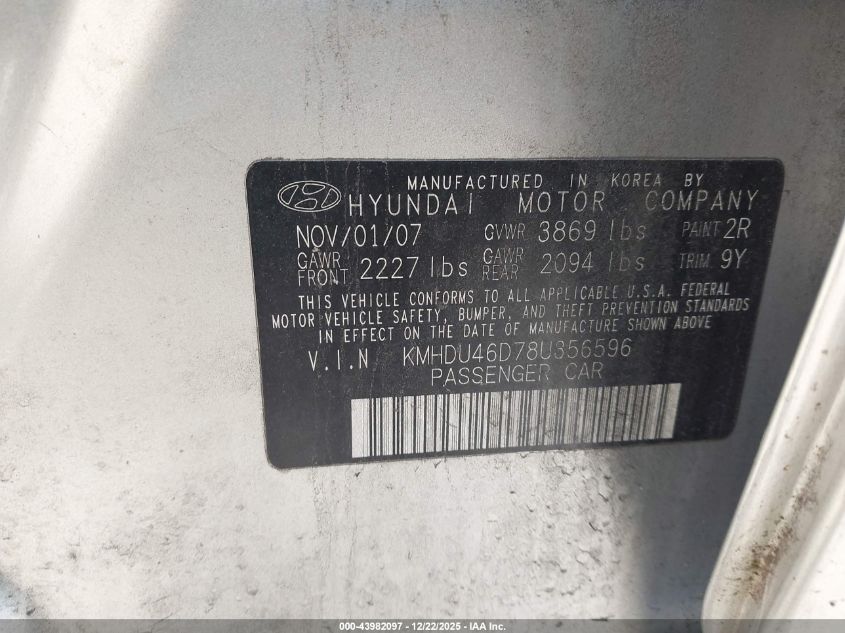 MANUFACTURED IN KOREA BY
HYUNDAI MOTOR COMPANY
NOV/01/07 GVWR 3869 lbs PAINT 2R
GAWR FRONT 2227 lbs GAWR REAR 2094 lbs TRIM 9Y
THIS VEHICLE CONFORMS TO ALL APPLICABLE U.S.A. FEDERAL
MOTOR VEHICLE SAFETY, BUMPER, AND THEFT PREVENTION STANDARDS
IN EFFECT ON THE DATE OF MANUFACTURE SHOWN ABOVE
V.I.N KMHDU46D78U356596
PASSENGER CAR
000-43982097 - 12/22/2025 - IAA Inc.